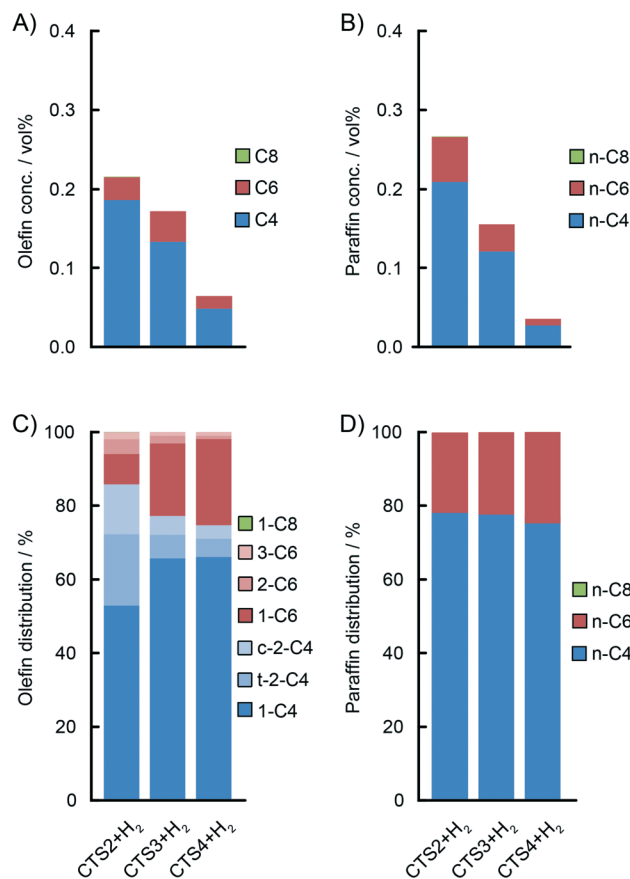 A)
Olefin conc. / vol%
0.4
0.3
0.2
0.1
0.0
C8
C6
C4
B)
Paraffin conc. / vol%
0.4
0.3
0.2
0.1
0.0
n-C8
n-C6
n-C4
C)
Olefin distribution / %
100
80
60
40
20
0
1-C8
3-C6
2-C6
1-C6
c-2-C4
t-2-C4
1-C4
CTS2+H₂
CTS3+H₂
CTS4+H₂
D)
Paraffin distribution / %
100
80
60
40
20
0
n-C8
n-C6
n-C4
CTS2+H₂
CTS3+H₂
CTS4+H₂